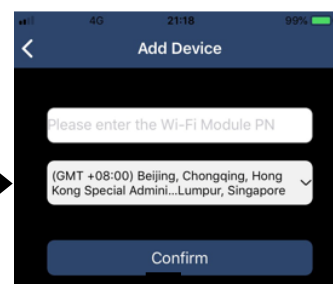 4G 21:18 99%
Add Device
Please enter the Wi-Fi Module PN
(GMT +08:00) Beijing, Chongqing, Hong
Kong Special Admini...Lumpur, Singapore
Confirm